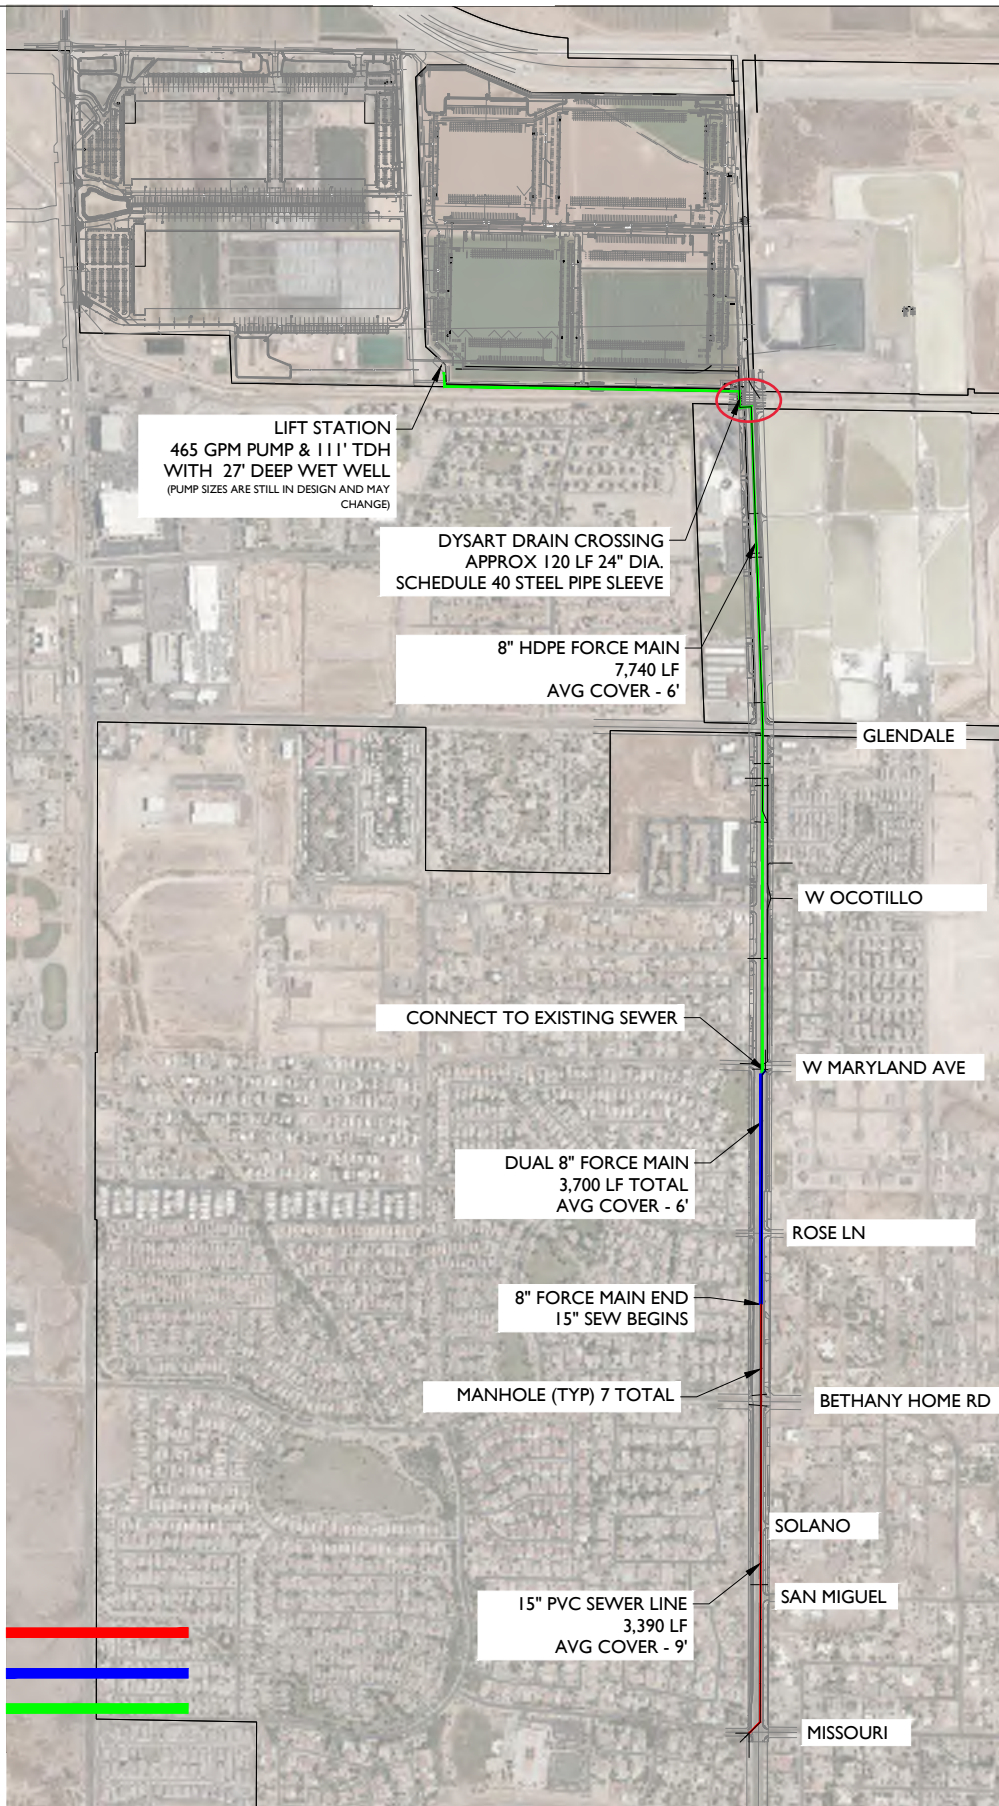 LIFT STATION
465 GPM PUMP & 111' TDH
WITH 27' DEEP WET WELL
(PUMP SIZES ARE STILL IN DESIGN AND MAY
CHANGE)
DYSART DRAIN CROSSING
APPROX 120 LF 24" DIA.
SCHEDULE 40 STEEL PIPE SLEEVE
8" HDPE FORCE MAIN
7,740 LF
AVG COVER - 6'
GLENDALE
W OCOTILLO
CONNECT TO EXISTING SEWER
W MARYLAND AVE
DUAL 8" FORCE MAIN
3,700 LF TOTAL
AVG COVER - 6'
ROSE LN
8" FORCE MAIN END
15" SEW BEGINS
MANHOLE (TYP) 7 TOTAL
BETHANY HOME RD
SOLANO
SAN MIGUEL
15" PVC SEWER LINE
3,390 LF
AVG COVER - 9'
MISSOURI